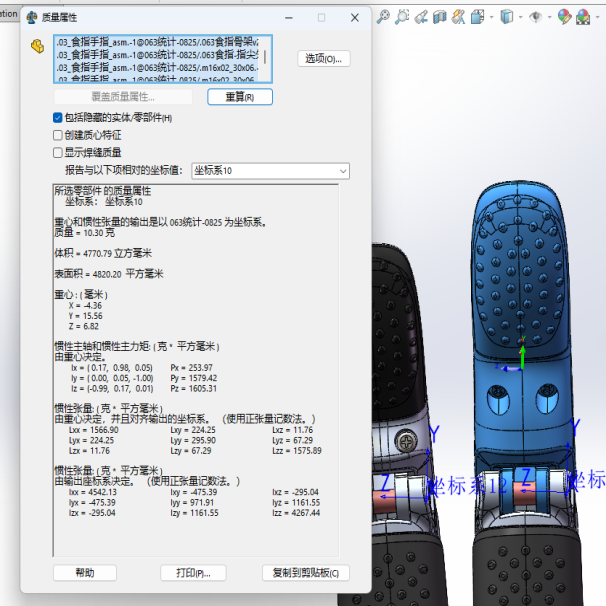 质量属性
.03_食指手指_asm.-1@063统计-0825/.063食指骨架v2
.03_食指手指_asm.-1@063统计-0825/.03食指-指尖
.03_食指手指_asm.-1@063统计-0825/.m16x02_30x06.
.03_食指手指_asm.-1@063统计-0825/.m16x02_30x06
选项(O)...
覆盖质量属性...
重算(R)
包括隐藏的实体/零部件(H)
创建质心特征
显示焊缝质量
报告与以下项相对的坐标值: 坐标系10
所选零部件 的质量属性
坐标系: 坐标系10
重心和惯性张量的输出是以 063统计-0825 为坐标系。
质量 = 10.30 克
体积 = 4770.79 立方毫米
表面积 = 4820.20 平方毫米
重心 : ( 毫米 )
X = -4.36
Y = 15.56
Z = 6.82
惯性主轴和惯性主力矩: ( 克 * 平方毫米 )
由重心决定。
Ix = ( 0.17, 0.98, 0.05) Px = 253.97
Iy = ( 0.00, 0.05, -1.00) Py = 1579.42
Iz = (-0.99, 0.17, 0.01) Pz = 1605.31
惯性张量: ( 克 * 平方毫米 )
由重心决定，并且对齐输出的坐标系。 （使用正张量记数法。）
Lxx = 1566.90 Lxy = 224.25 Lxz = 11.76
Lyx = 224.25 Lyy = 295.90 Lyz = 67.29
Lzx = 11.76 Lzy = 67.29 Lzz = 1575.89
惯性张量: ( 克 * 平方毫米 )
由输出座标系决定。 （使用正张量记数法。）
Ixx = 4542.13 Ixy = -475.39 Ixz = -295.04
Iyx = -475.39 Iyy = 971.91 Iyz = 1161.55
Izx = -295.04 Izy = 1161.55 Izz = 4267.44
帮助
打印(P)...
复制到剪贴板(C)
Y
Y
Z
坐标系12
Z
坐标系